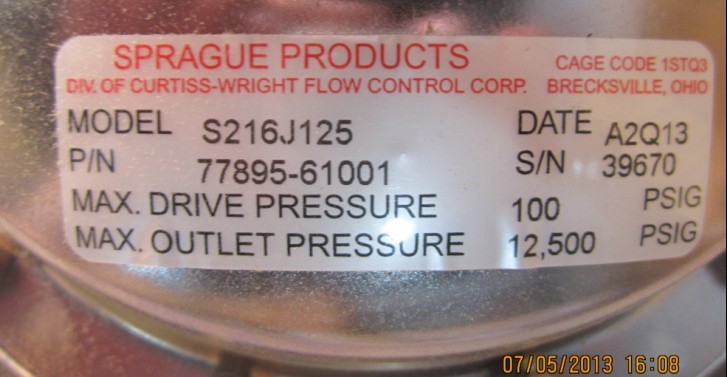 SPRAGUE PRODUCTS CAGE CODE 1STQ3
DIV. OF CURTISS-WRIGHT FLOW CONTROL CORP. BRECKSVILLE, OHIO
MODEL S216J125 DATE A2Q13
P/N 77895-61001 S/N 39670
MAX. DRIVE PRESSURE 100 PSIG
MAX. OUTLET PRESSURE 12,500 PSIG
07/05/2013 16:08